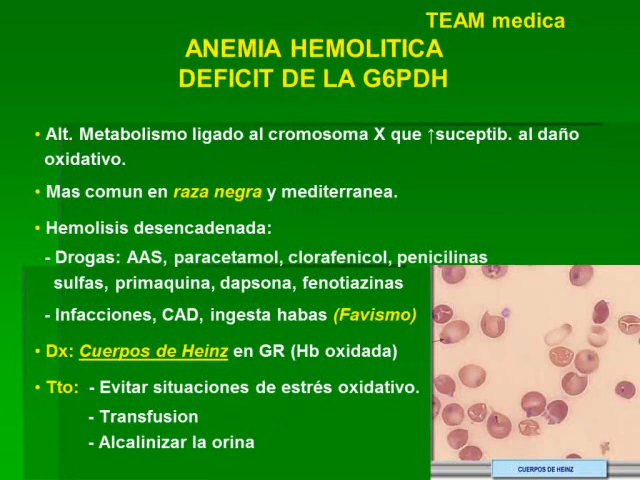 TEAM medica
ANEMIA HEMOLITICA
DEFICIT DE LA G6PDH
• Alt. Metabolismo ligado al cromosoma X que ↑suceptib. al daño
oxidativo.
• Mas comun en raza negra y mediterranea.
• Hemolisis desencadenada:
- Drogas: AAS, paracetamol, clorafenicol, penicilinas
sulfas, primaquina, dapsona, fenotiazinas
- Infacciones, CAD, ingesta habas (Favismo)
• Dx: Cuerpos de Heinz en GR (Hb oxidada)
• Tto: - Evitar situaciones de estrés oxidativo.
- Transfusion
- Alcalinizar la orina
CUERPOS DE HEINZ